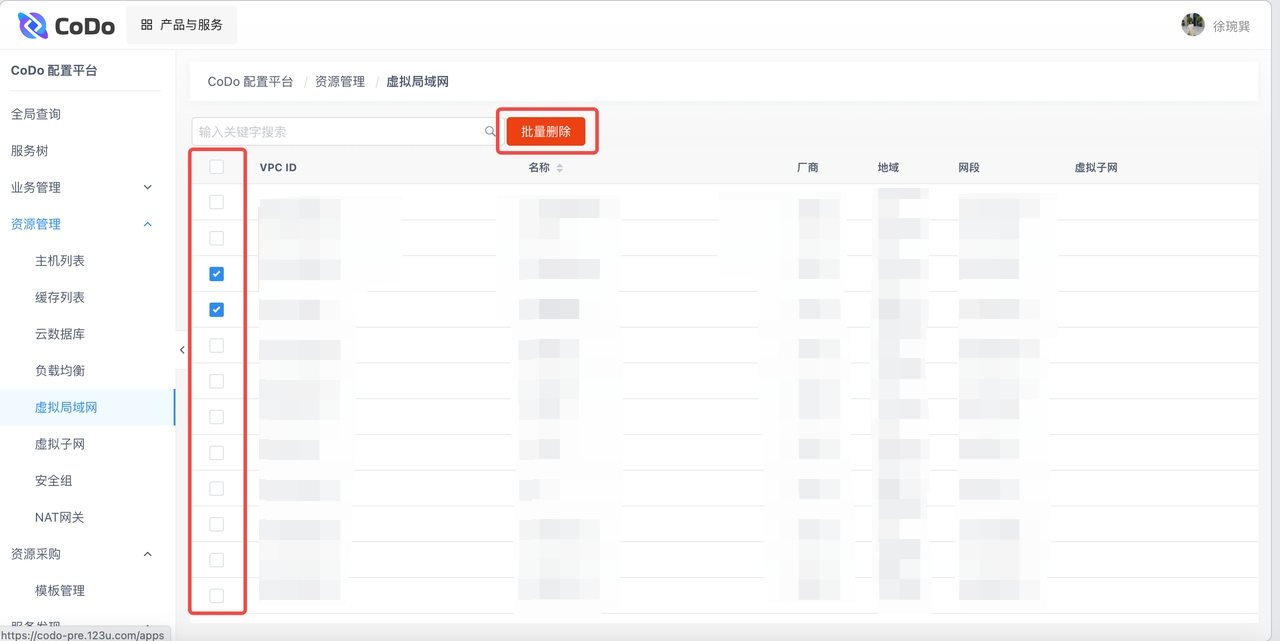 CoDo
产品与服务
徐琬巽
CoDo 配置平台
全局查询
服务树
业务管理
资源管理
主机列表
缓存列表
云数据库
负载均衡
虚拟局域网
虚拟子网
安全组
NAT网关
资源采购
模板管理
服务发现
https://codo-pre.123u.com/apps
CoDo 配置平台 / 资源管理 / 虚拟局域网
输入关键字搜索
批量删除
VPC ID 名称 厂商 地域 网段 虚拟子网